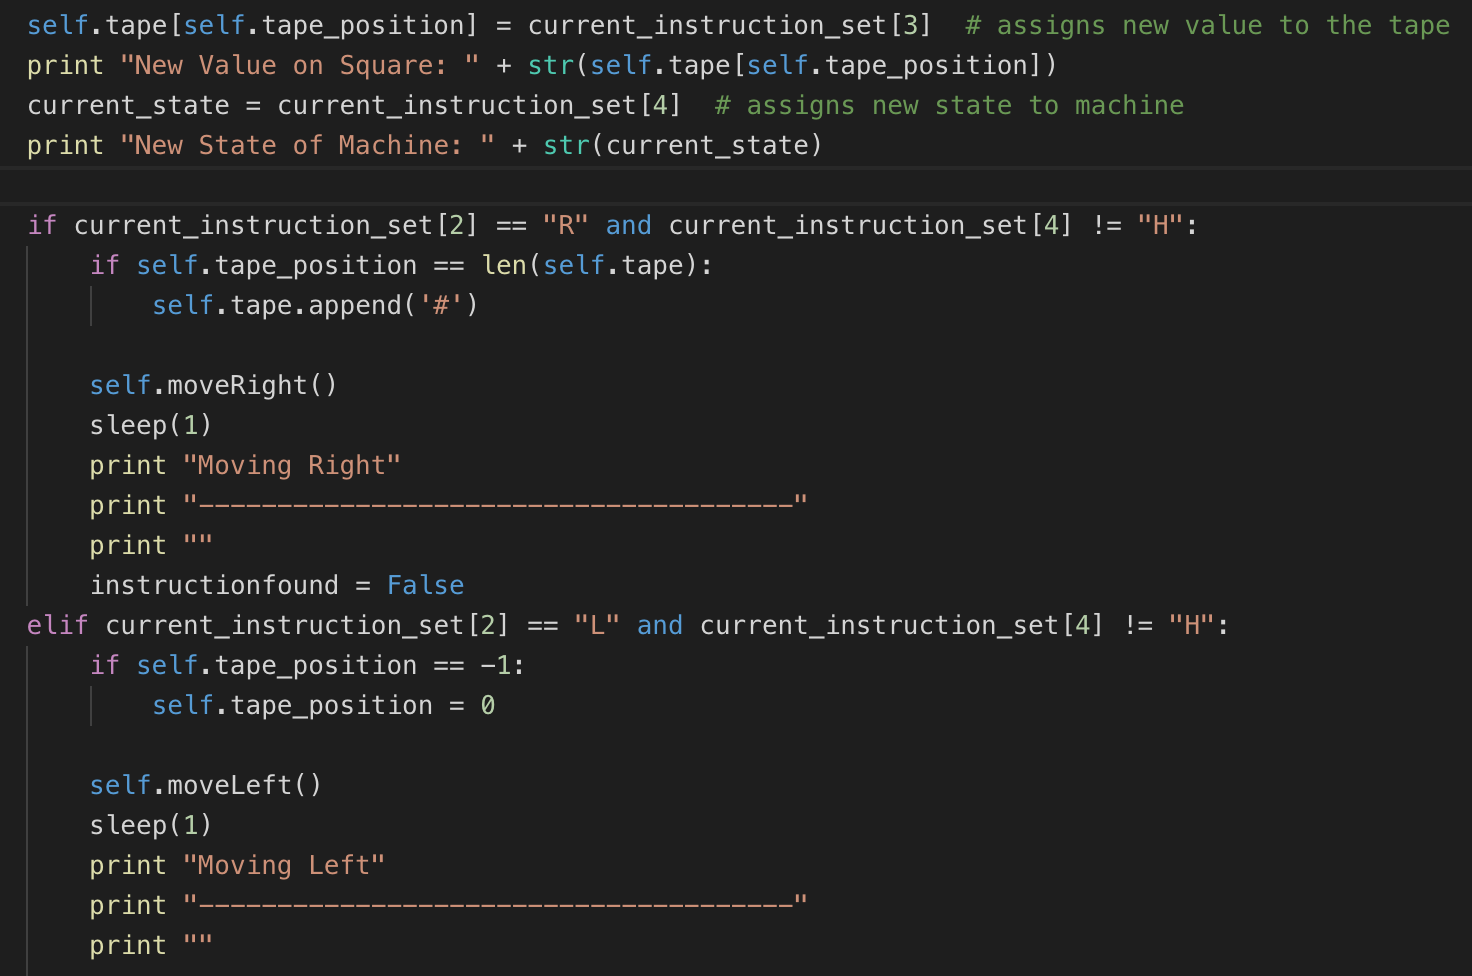 self.tape[self.tape_position] = current_instruction_set[3]  # assigns new value to the tape
print "New Value on Square: " + str(self.tape[self.tape_position])
current_state = current_instruction_set[4]  # assigns new state to machine
print "New State of Machine: " + str(current_state)

if current_instruction_set[2] == "R" and current_instruction_set[4] != "H":
    if self.tape_position == len(self.tape):
        self.tape.append('#')

    self.moveRight()
    sleep(1)
    print "Moving Right"
    print "--------------------------------------"
    print ""
    instructionfound = False
elif current_instruction_set[2] == "L" and current_instruction_set[4] != "H":
    if self.tape_position == -1:
        self.tape_position = 0

    self.moveLeft()
    sleep(1)
    print "Moving Left"
    print "--------------------------------------"
    print ""